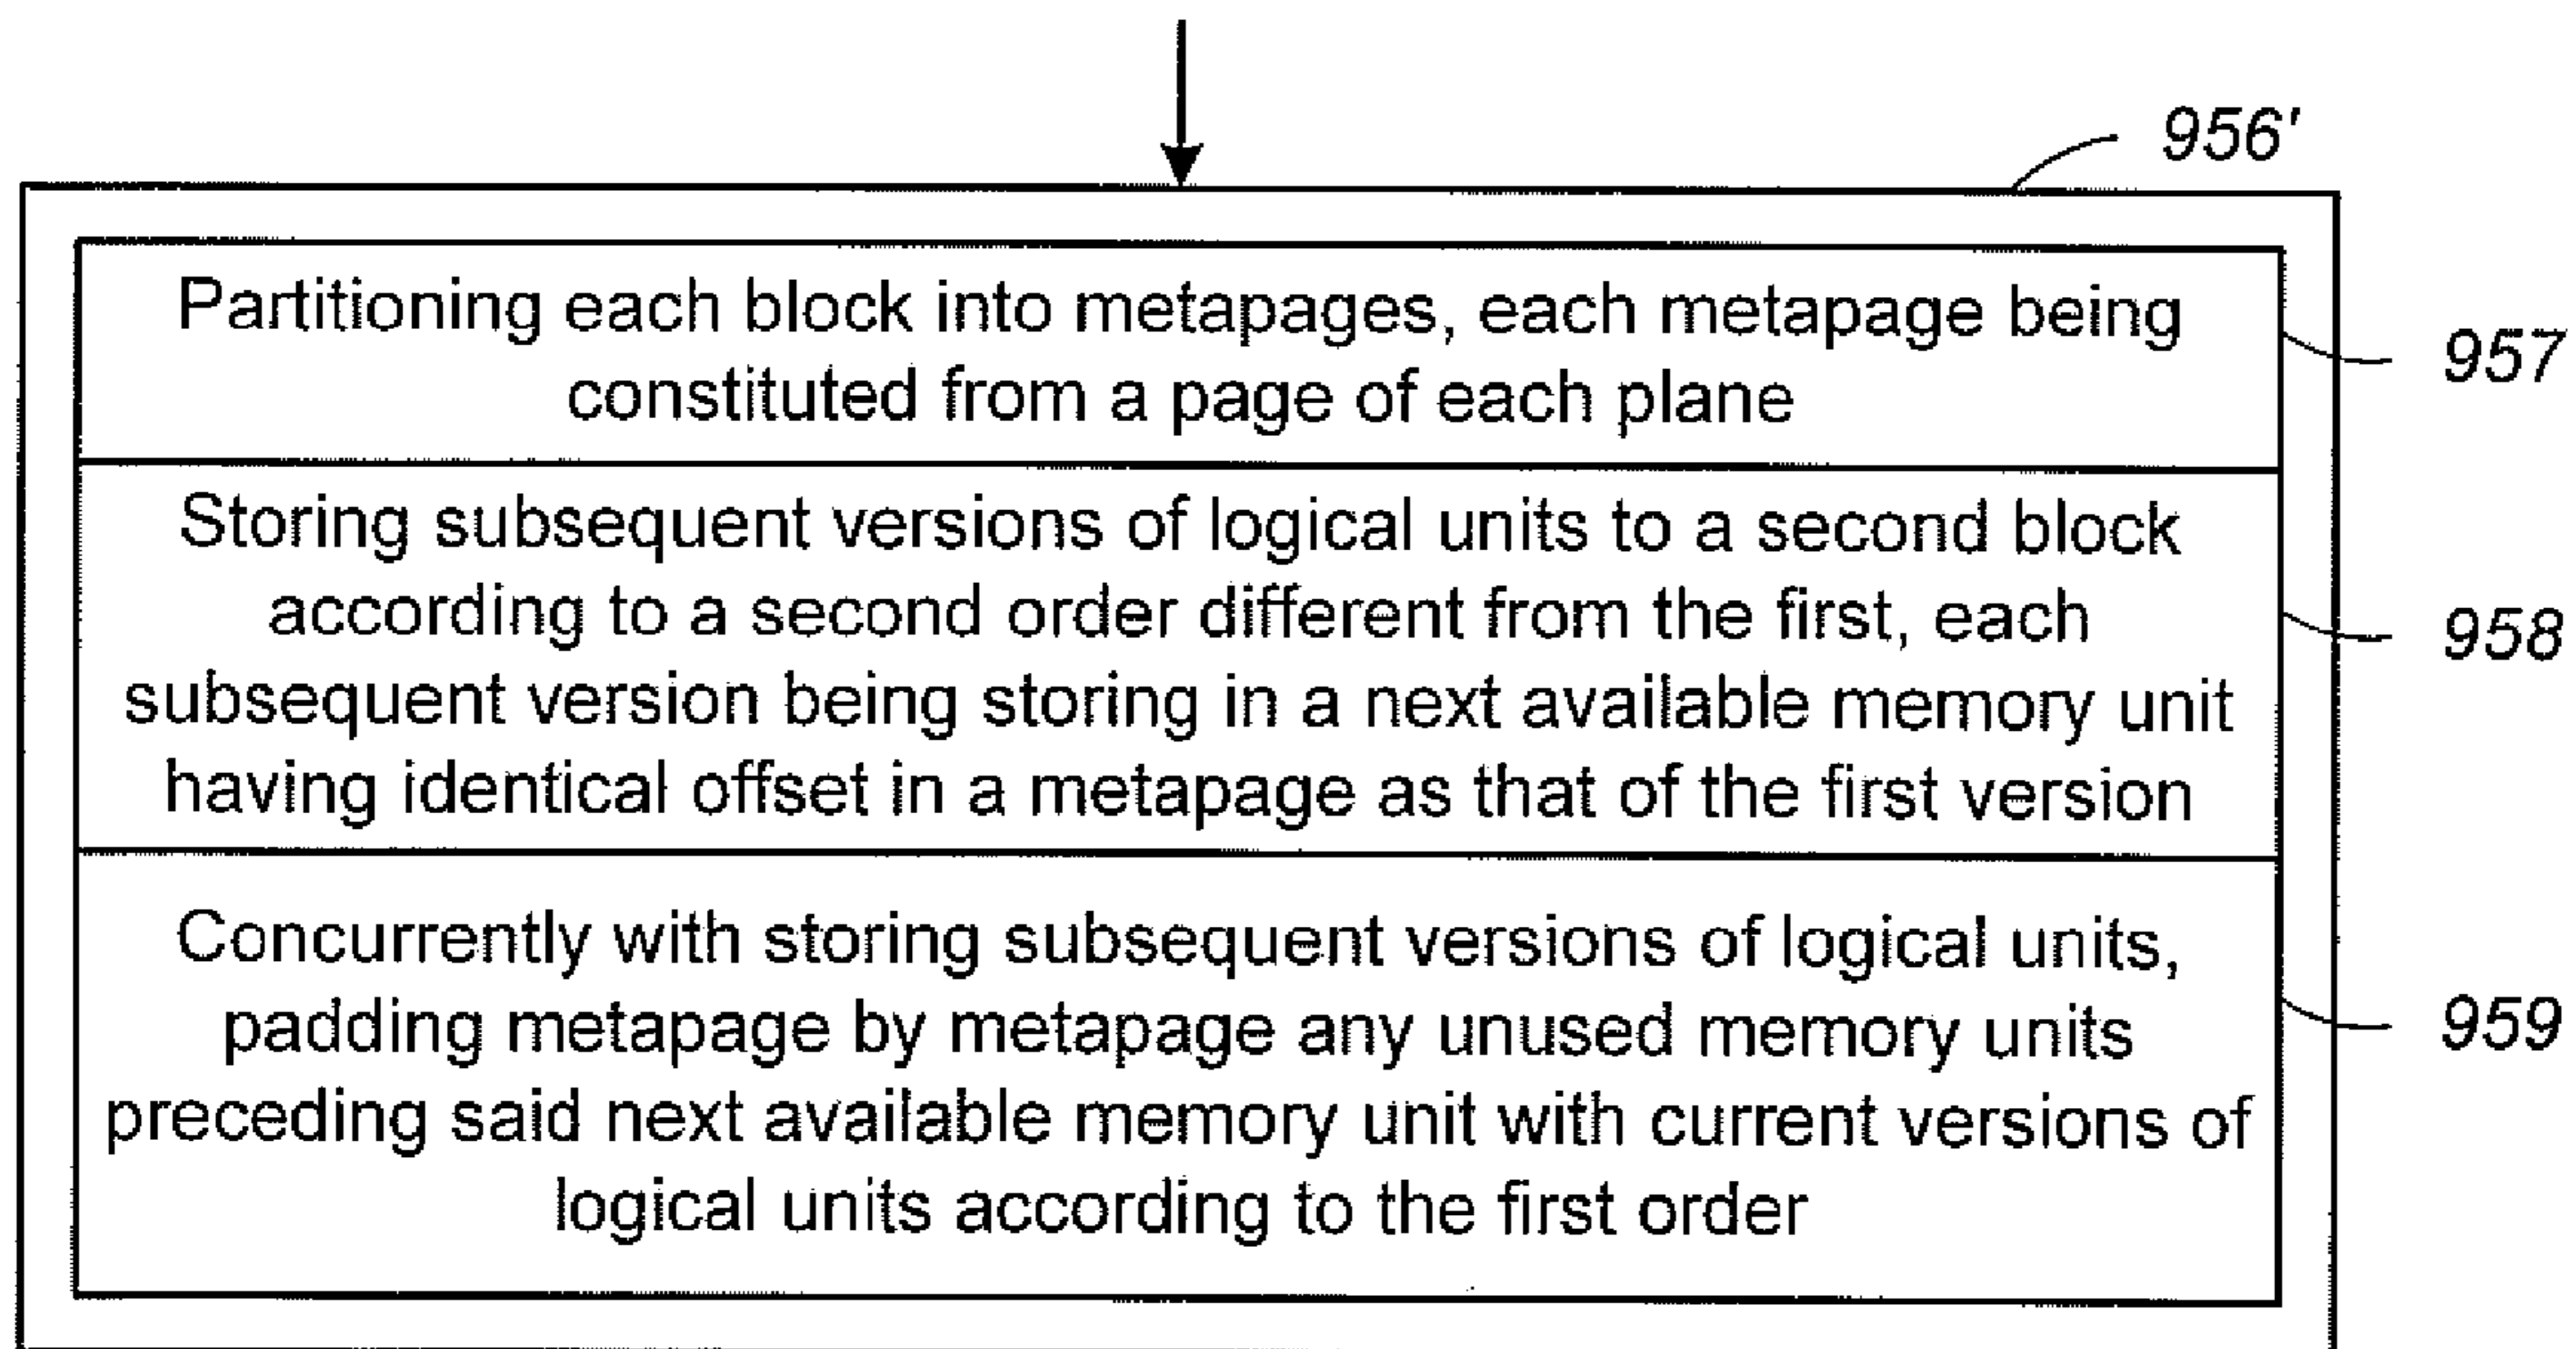 956'
Partitioning each block into metapages, each metapage being
constituted from a page of each plane
957
Storing subsequent versions of logical units to a second block
according to a second order different from the first, each
subsequent version being storing in a next available memory unit
having identical offset in a metapage as that of the first version
958
Concurrently with storing subsequent versions of logical units,
padding metapage by metapage any unused memory units
preceding said next available memory unit with current versions of
logical units according to the first order
959